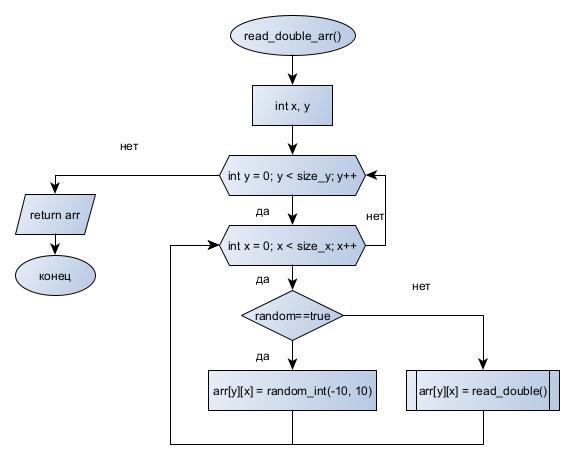 read_double_arr()
int x, y
нет
int y = 0; y < size_y; y++
return arr
да
нет
int x = 0; x < size_x; x++
конец
да
нет
random==true
да
arr[y][x] = random_int(-10, 10)
arr[y][x] = read_double()